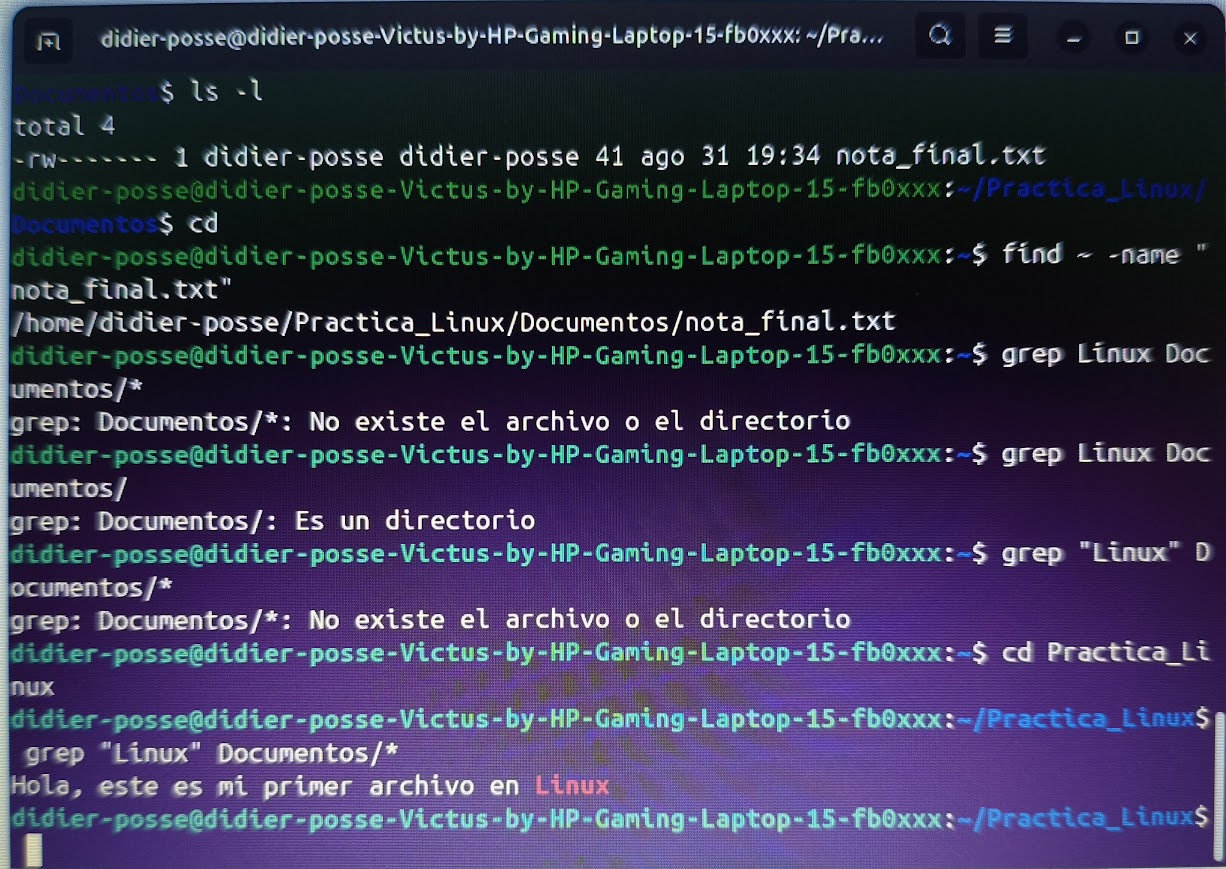 didier-posse@didier-posse-Victus-by-HP-Gaming-Laptop-15-fb0xxx: ~/Pra...
Documentos$ ls -l
total 4
-rw------- 1 didier-posse didier-posse 41 ago 31 19:34 nota_final.txt
didier-posse@didier-posse-Victus-by-HP-Gaming-Laptop-15-fb0xxx:~/Practica_Linux/
Documentos$ cd
didier-posse@didier-posse-Victus-by-HP-Gaming-Laptop-15-fb0xxx:~$ find ~ -name "
nota_final.txt"
/home/didier-posse/Practica_Linux/Documentos/nota_final.txt
didier-posse@didier-posse-Victus-by-HP-Gaming-Laptop-15-fb0xxx:~$ grep Linux Doc
umentos/*
grep: Documentos/*: No existe el archivo o el directorio
didier-posse@didier-posse-Victus-by-HP-Gaming-Laptop-15-fb0xxx:~$ grep Linux Doc
umentos/
grep: Documentos/: Es un directorio
didier-posse@didier-posse-Victus-by-HP-Gaming-Laptop-15-fb0xxx:~$ grep "Linux" D
ocumentos/*
grep: Documentos/*: No existe el archivo o el directorio
didier-posse@didier-posse-Victus-by-HP-Gaming-Laptop-15-fb0xxx:~$ cd Practica_Li
nux
didier-posse@didier-posse-Victus-by-HP-Gaming-Laptop-15-fb0xxx:~/Practica_Linux$
 grep "Linux" Documentos/*
Hola, este es mi primer archivo en Linux
didier-posse@didier-posse-Victus-by-HP-Gaming-Laptop-15-fb0xxx:~/Practica_Linux$